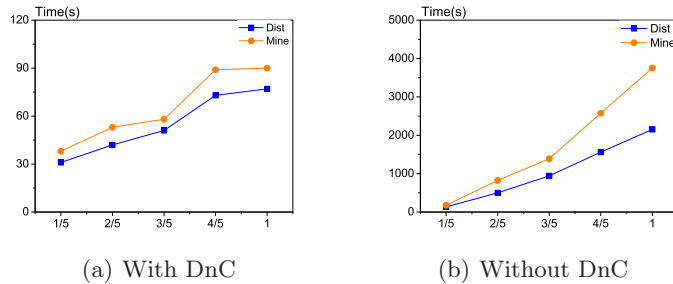 Time(s)
120
90
60
30
0
Dist
Mine
1/5 2/5 3/5 4/5 1
(a) With DnC
Time(s)
5000
4000
3000
2000
1000
0
Dist
Mine
1/5 2/5 3/5 4/5 1
(b) Without DnC